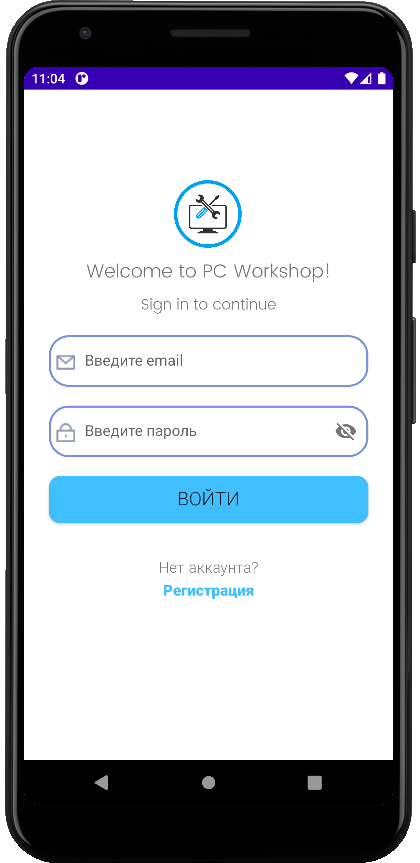 11:04
Welcome to PC Workshop!
Sign in to continue
Введите email
Введите пароль
ВОЙТИ
Нет аккаунта?
Регистрация